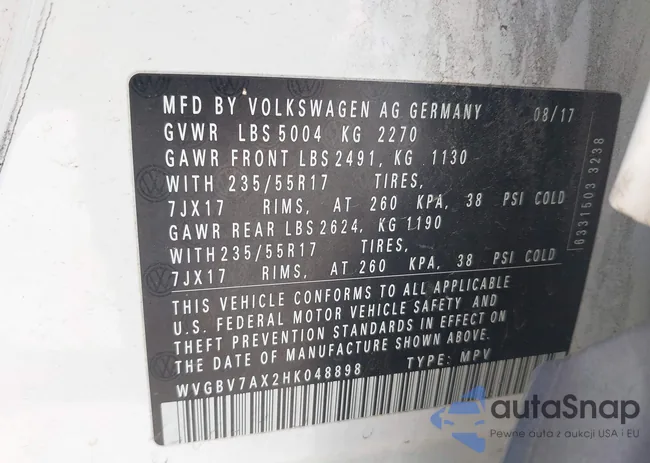 MFD BY VOLKSWAGEN AG GERMANY 08/17
GVWR LBS 5004 KG 2270
GAWR FRONT LBS 2491, KG 1130
WITH 235/55R17 TIRES,
7JX17 RIMS, AT 260 KPA, 38 PSI COLD
GAWR REAR LBS 2624, KG 1190
WITH 235/55R17 TIRES,
7JX17 RIMS, AT 260 KPA, 38 PSI COLD
THIS VEHICLE CONFORMS TO ALL APPLICABLE
U.S. FEDERAL MOTOR VEHICLE SAFETY AND
THEFT PREVENTION STANDARDS IN EFFECT ON
THE DATE OF MANUFACTURE SHOWN ABOVE
WVGBV7AX2HK048898 TYPE: MPV
6331503 3238
autaSnap
Pewne auta z aukcji USA i EU